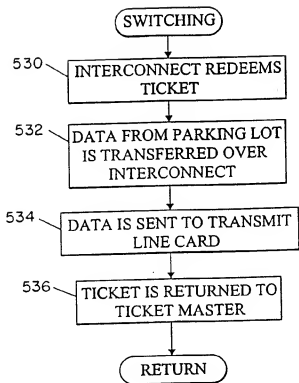 SWITCHING
530
INTERCONNECT REDEEMS
TICKET
532
DATA FROM PARKING LOT
IS TRANSFERRED OVER
INTERCONNECT
534
DATA IS SENT TO TRANSMIT
LINE CARD
536
TICKET IS RETURNED TO
TICKET MASTER
RETURN